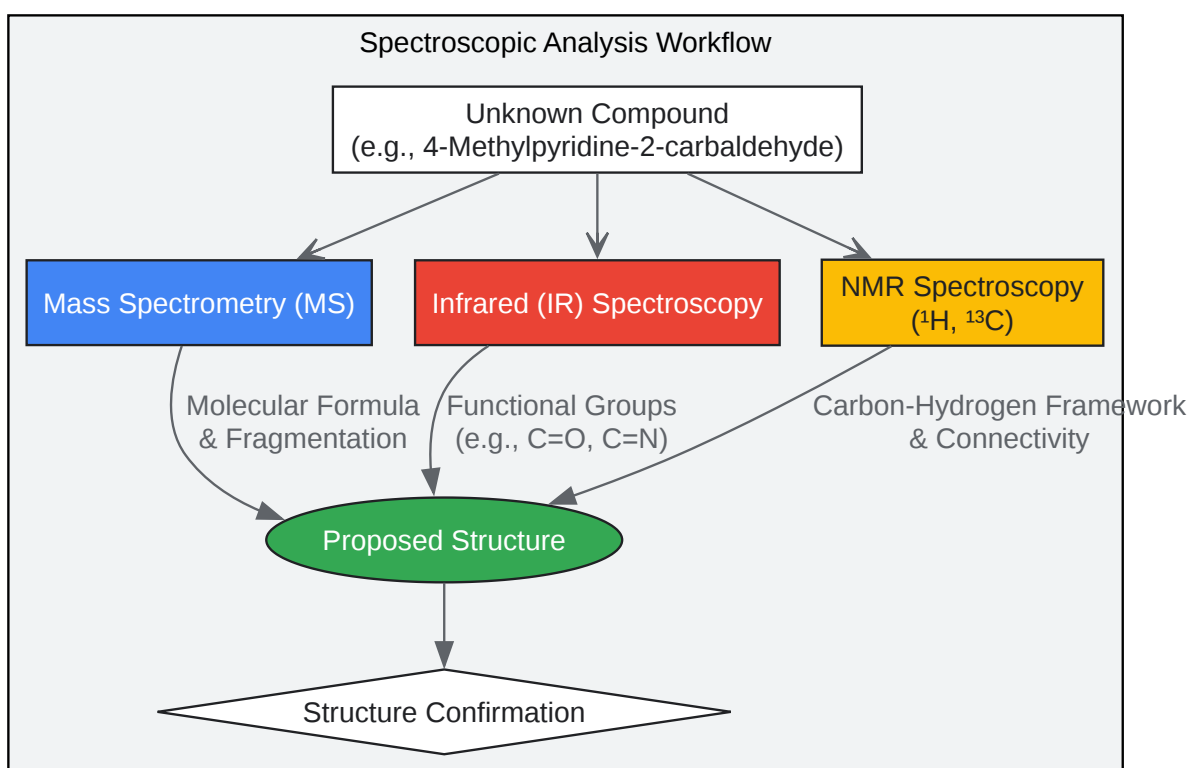 Spectroscopic Analysis Workflow
Unknown Compound
(e.g., 4-Methylpyridine-2-carbaldehyde)
Mass Spectrometry (MS)
Infrared (IR) Spectroscopy
NMR Spectroscopy
(¹H, ¹³C)
Molecular Formula
& Fragmentation
Functional Groups
(e.g., C=O, C=N)
Carbon-Hydrogen Framework
& Connectivity
Proposed Structure
Structure Confirmation